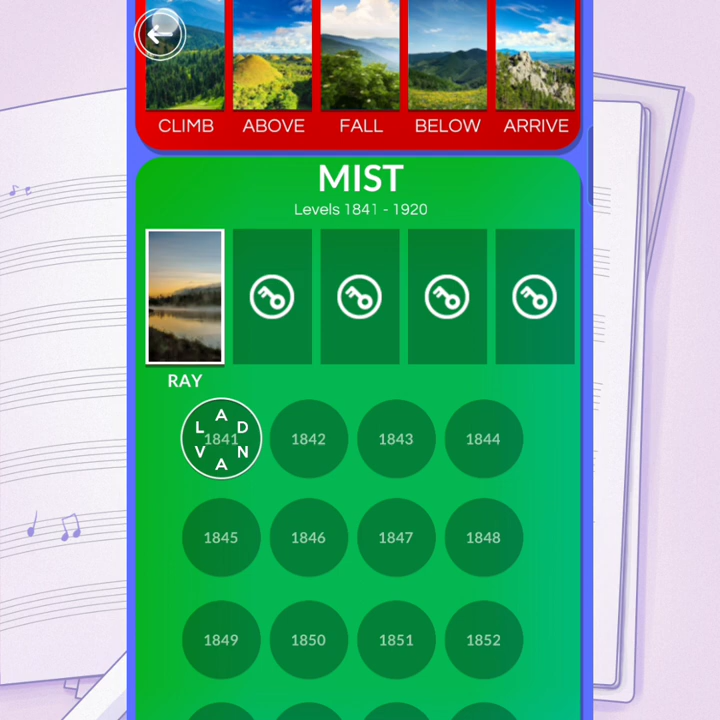 CLIMB ABOVE FALL BELOW ARRIVE
MIST
Levels 1841 - 1920
RAY
A
L D
1841 1842 1843 1844
V N
A
1845 1846 1847 1848
1849 1850 1851 1852